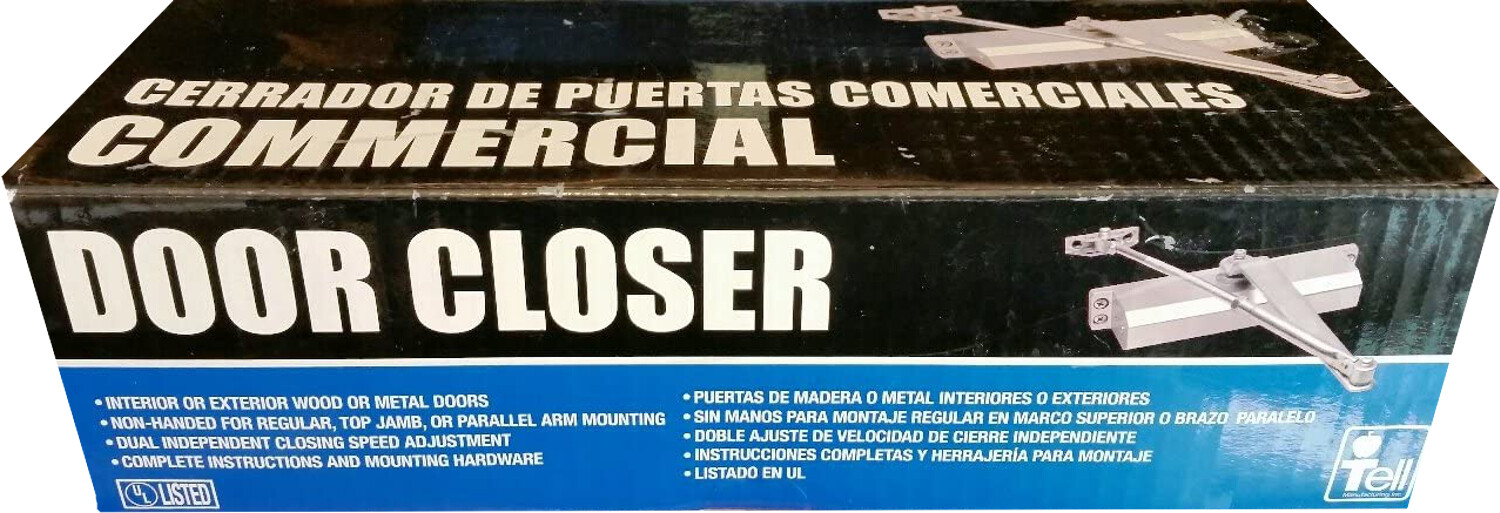 CERRADOR DE PUERTAS COMERCIALES
COMMERCIAL
DOOR CLOSER
• INTERIOR OR EXTERIOR WOOD OR METAL DOORS
• NON-HANDED FOR REGULAR, TOP JAMB, OR PARALLEL ARM MOUNTING
• DUAL INDEPENDENT CLOSING SPEED ADJUSTMENT
• COMPLETE INSTRUCTIONS AND MOUNTING HARDWARE
UL LISTED
• PUERTAS DE MADERA O METAL INTERIORES O EXTERIORES
• SIN MANOS PARA MONTAJE REGULAR EN MARCO SUPERIOR O BRAZO PARALELO
• DOBLE AJUSTE DE VELOCIDAD DE CIERRE INDEPENDIENTE
• INSTRUCCIONES COMPLETAS Y HERRAJERÍA PARA MONTAJE
• LISTADO EN UL
Tell
Manufacturing, Inc.